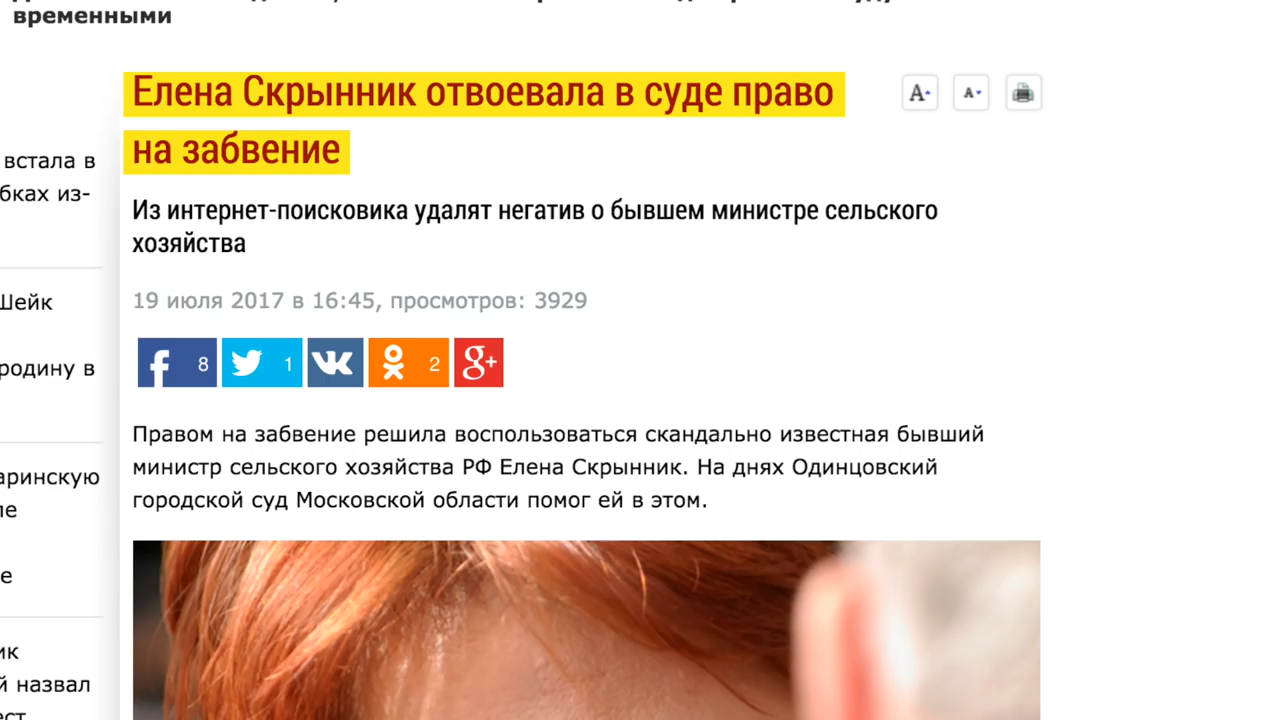 временными
Елена Скрынник отвоевала в суде право
на забвение
A
A
Из интернет-поисковика удалят негатив о бывшем министре сельского
хозяйства
19 июля 2017 в 16:45, просмотров: 3929
f 8
1
2
g+
Правом на забвение решила воспользоваться скандально известная бывший
министр сельского хозяйства РФ Елена Скрынник. На днях Одинцовский
городской суд Московской области помог ей в этом.
встала в
бках из-
Шейк
родину в
аринскую
ле
е
ик
й назвал
ест